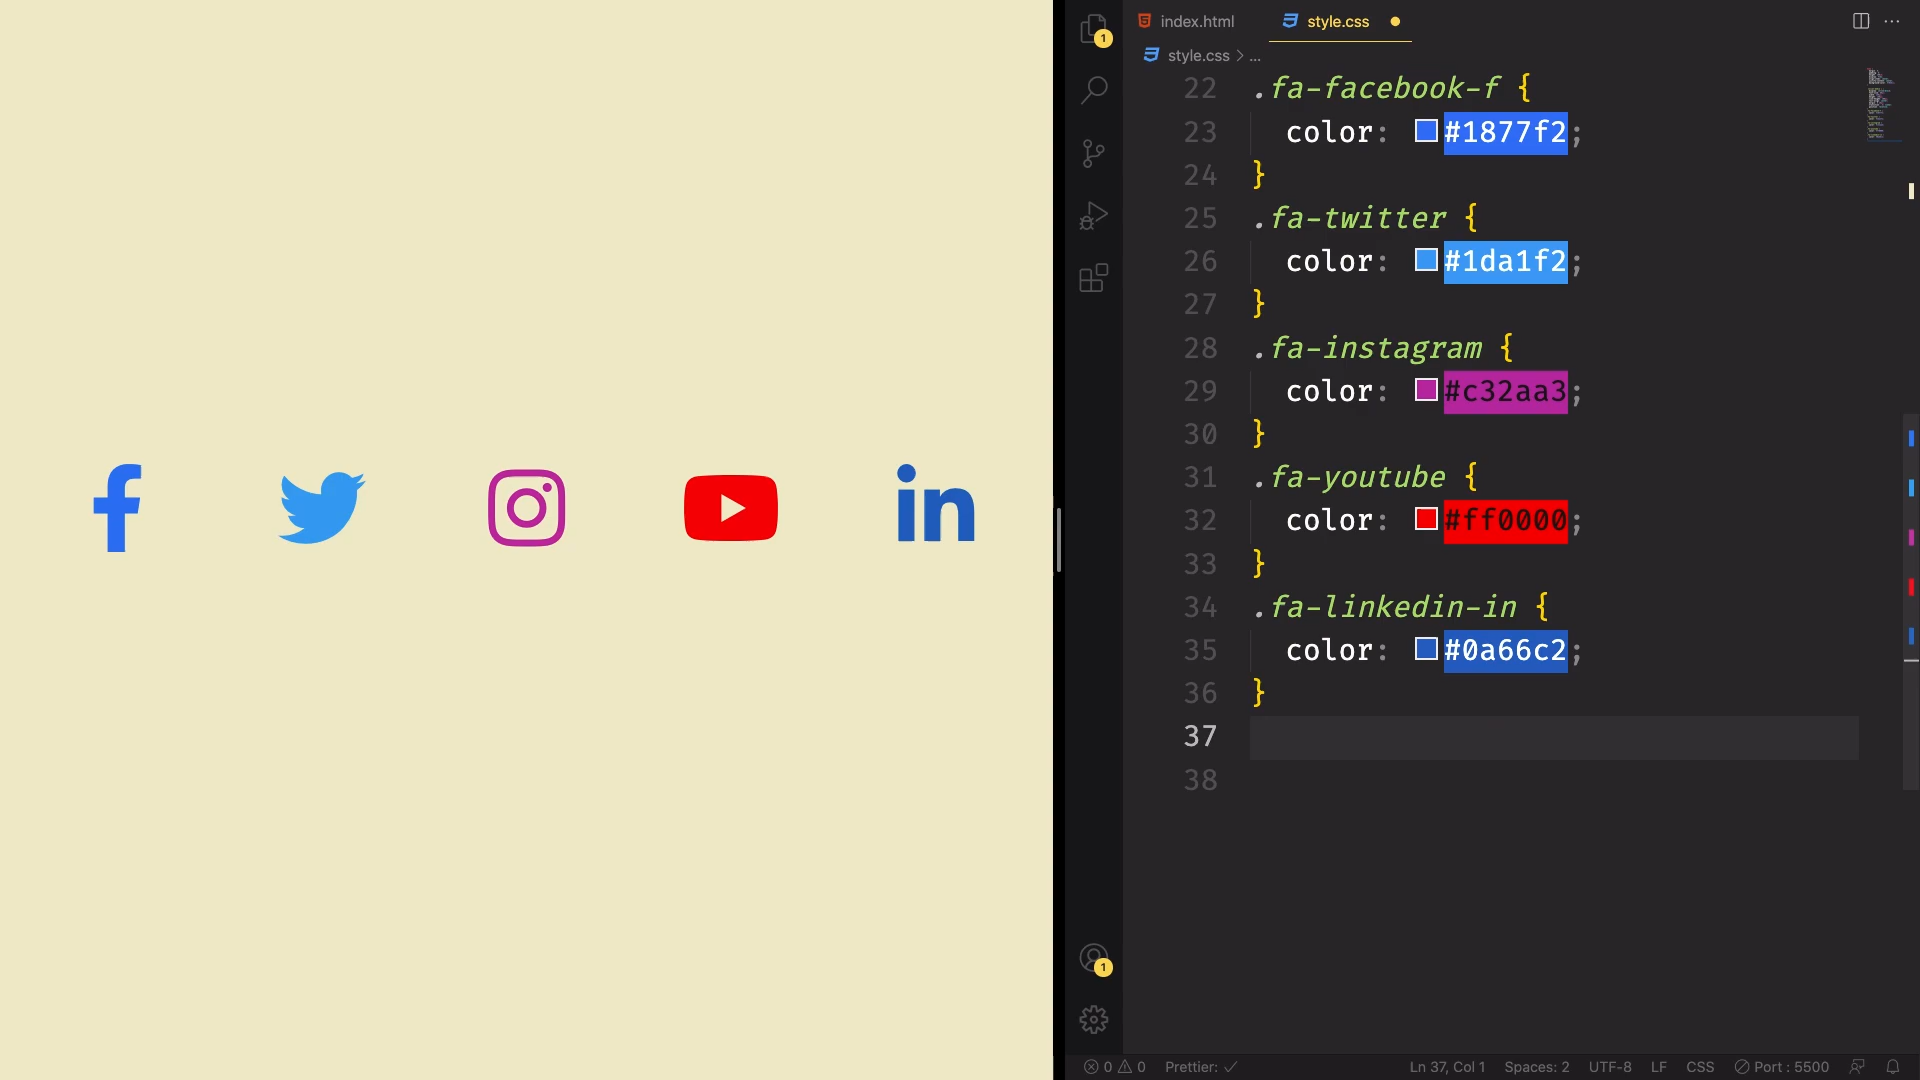 index.html
style.css
style.css > ...
22 .fa-facebook-f {
23 color: #1877f2;
24 }
25 .fa-twitter {
26 color: #1da1f2;
27 }
28 .fa-instagram {
29 color: #c32aa3;
30 }
31 .fa-youtube {
32 color: #ff0000;
33 }
34 .fa-linkedin-in {
35 color: #0a66c2;
36 }
37
38
1
1
in
0 0 Prettier: ✓ Ln 37, Col 1 Spaces: 2 UTF-8 LF CSS Port : 5500